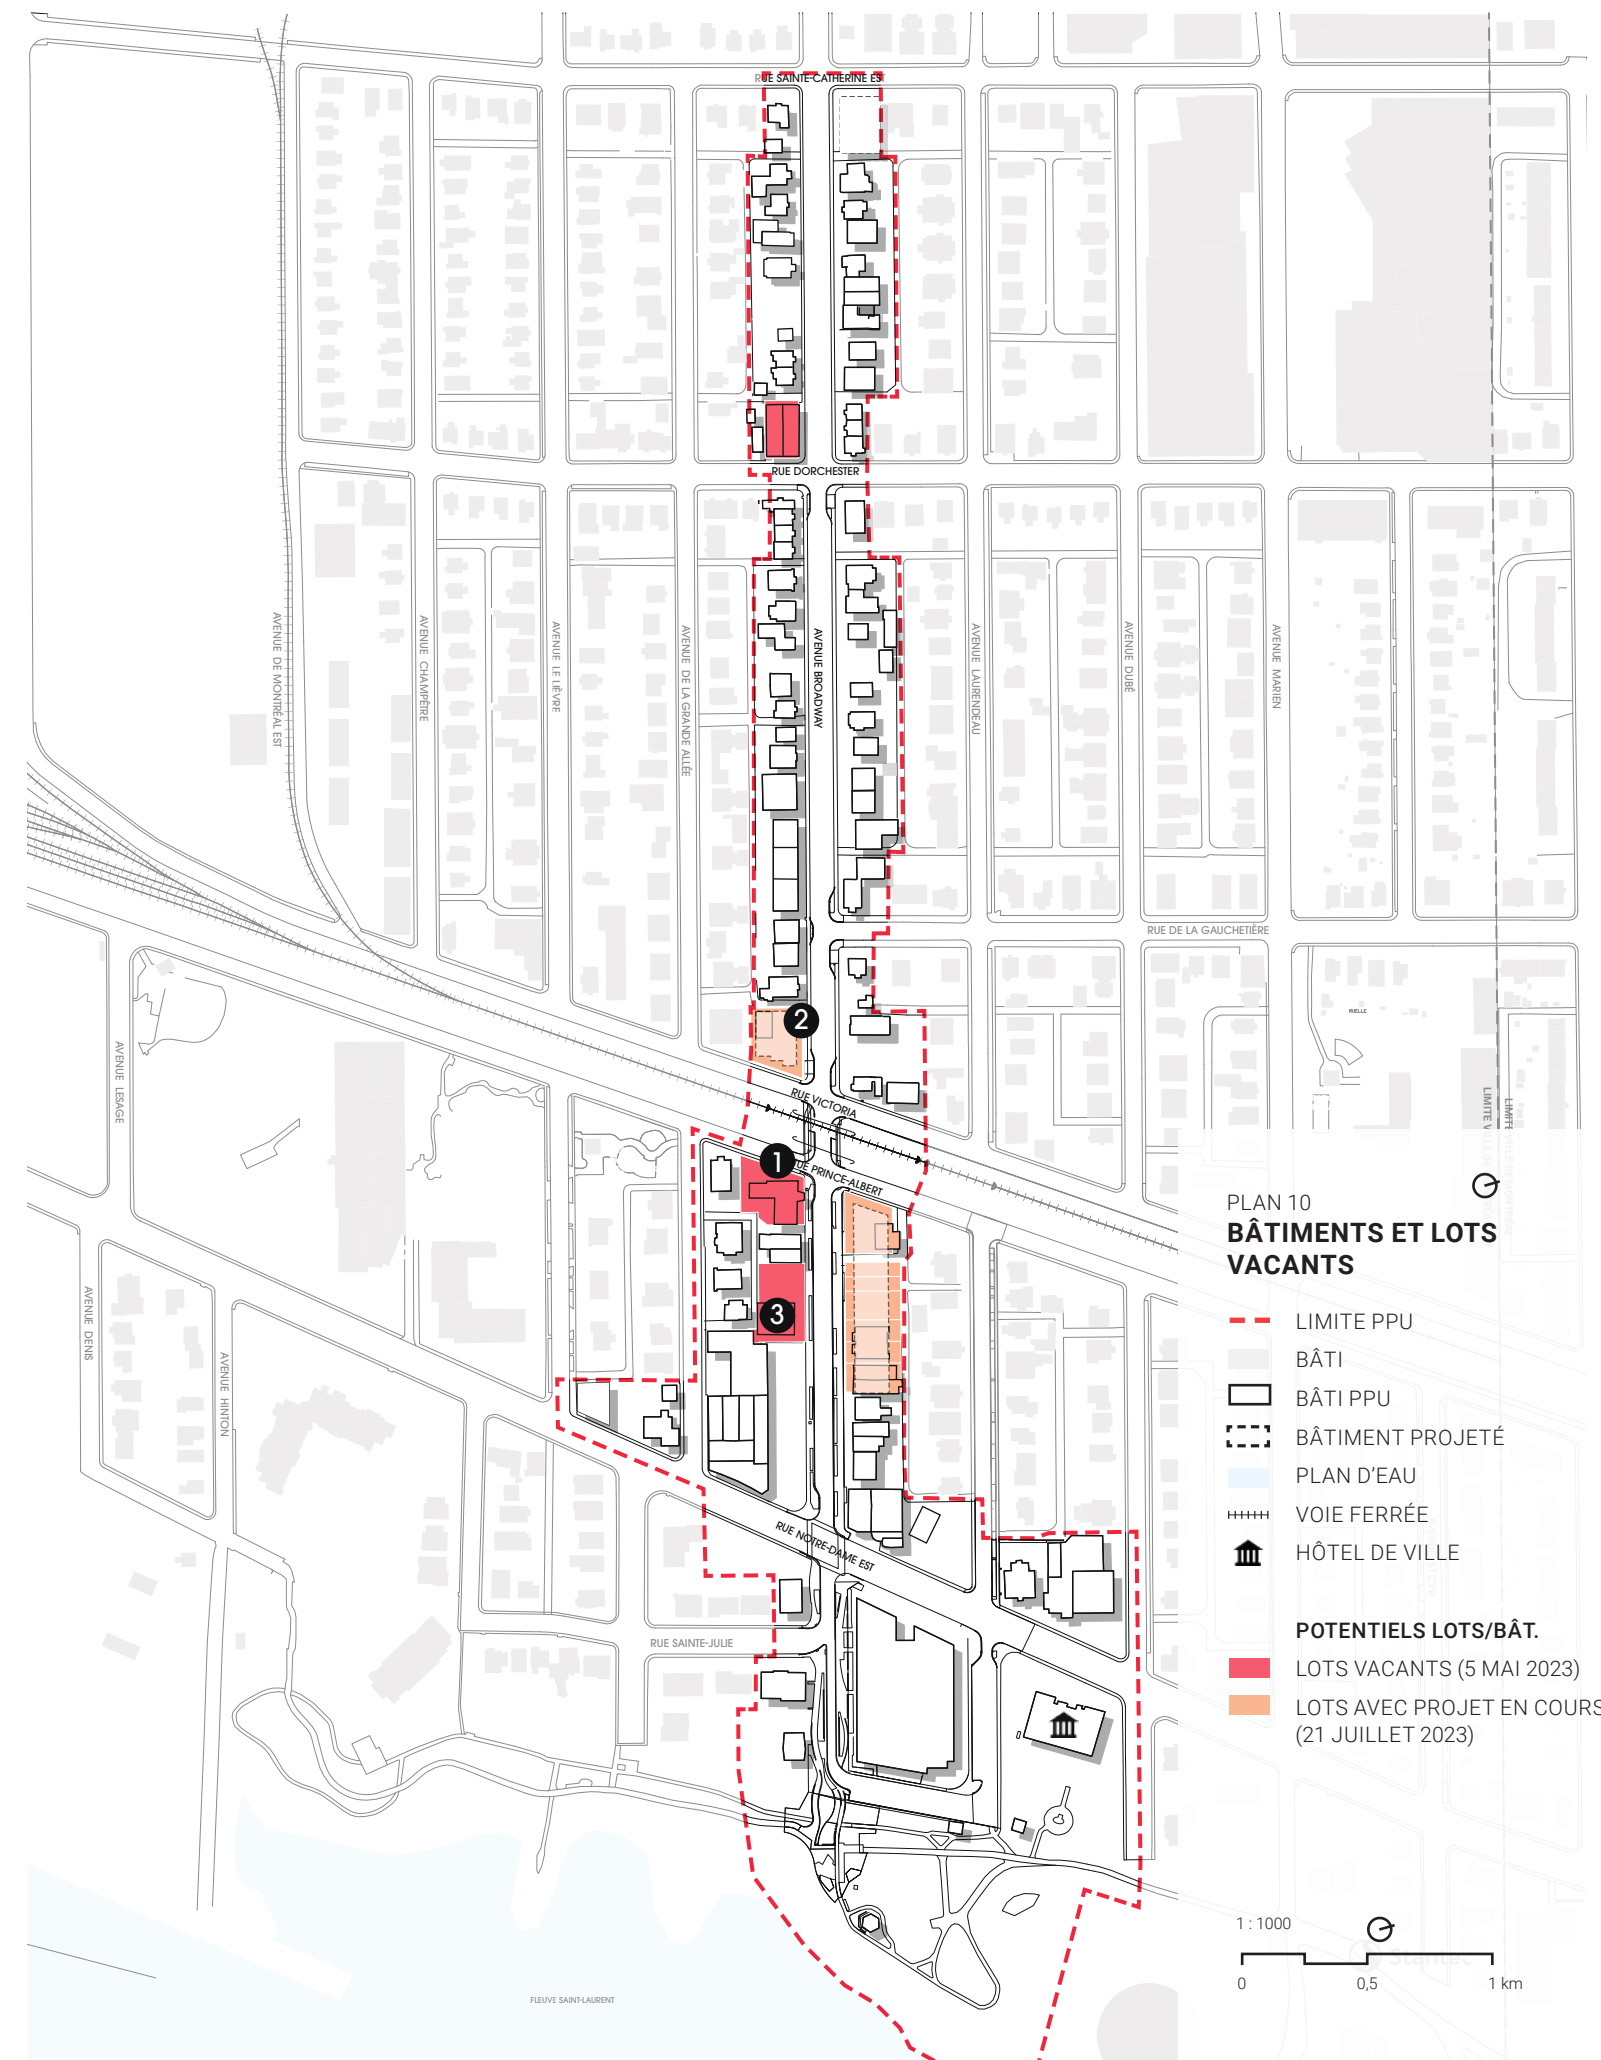 RUE SAINTE-CATHERINE EST
RUE DORCHESTER
AVENUE DE MONTRÉAL EST
AVENUE CHAMPÊTRE
AVENUE LE LIÈVRE
AVENUE DE LA GRANDE ALLÉE
AVENUE BROADWAY
AVENUE LAURENDEAU
AVENUE DUBÉ
AVENUE MARIEN
RUE DE LA GAUCHETIÈRE
RUELLE
2
AVENUE LESAGE
RUE VICTORIA
1
RUE PRINCE-ALBERT
AVENUE DENIS
AVENUE HINTON
3
RUE NOTRE-DAME EST
RUE SAINTE-JULIE
FLEUVE SAINT-LAURENT
PLAN 10
BÂTIMENTS ET LOTS
VACANTS
LIMITE PPU
BÂTI
BÂTI PPU
BÂTIMENT PROJETÉ
PLAN D'EAU
VOIE FERRÉE
HÔTEL DE VILLE
POTENTIELS LOTS/BÂT.
LOTS VACANTS (5 MAI 2023)
LOTS AVEC PROJET EN COURS
(21 JUILLET 2023)
1 : 1000
Stantec
0
0,5
1 km